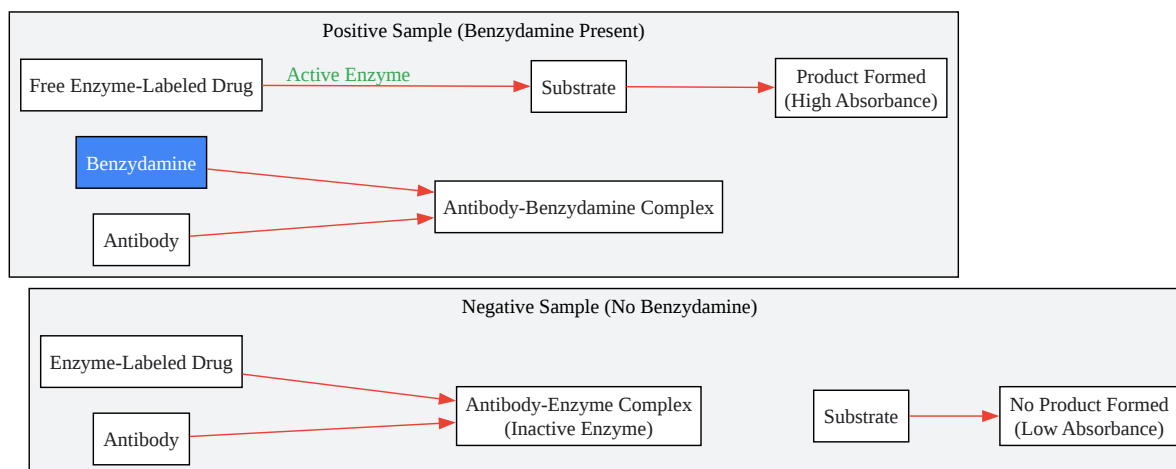 Positive Sample (Benzydamine Present)
Free Enzyme-Labeled Drug
Active Enzyme
Substrate
Product Formed
(High Absorbance)
Benzydamine
Antibody-Benzydamine Complex
Antibody
Negative Sample (No Benzydamine)
Enzyme-Labeled Drug
Antibody-Enzyme Complex
(Inactive Enzyme)
Substrate
No Product Formed
(Low Absorbance)
Antibody